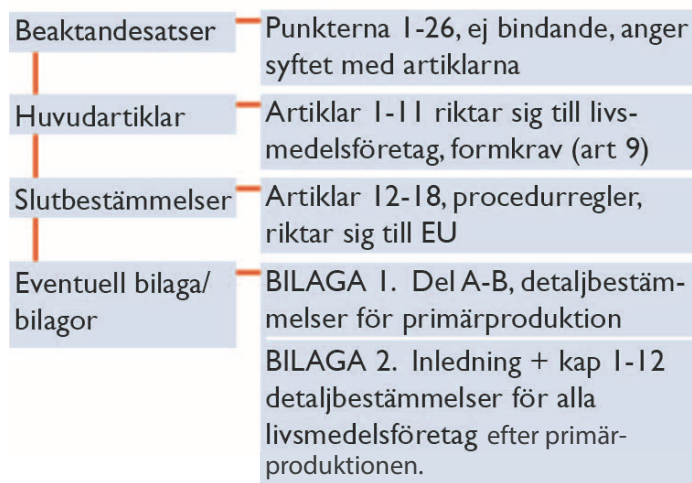 Beaktandesatser
Punkterna 1-26, ej bindande, anger
syftet med artiklarna
Huvudartiklar
Artiklar 1-11 riktar sig till livs-
medelsföretag, formkrav (art 9)
Slutbestämmelser
Artiklar 12-18, procedurregler,
riktar sig till EU
Eventuell bilaga/
bilagor
BILAGA 1. Del A-B, detaljbestäm-
melser för primärproduktion
BILAGA 2. Inledning + kap 1-12
detaljbestämmelser för alla
livsmedelsföretag efter primär-
produktionen.